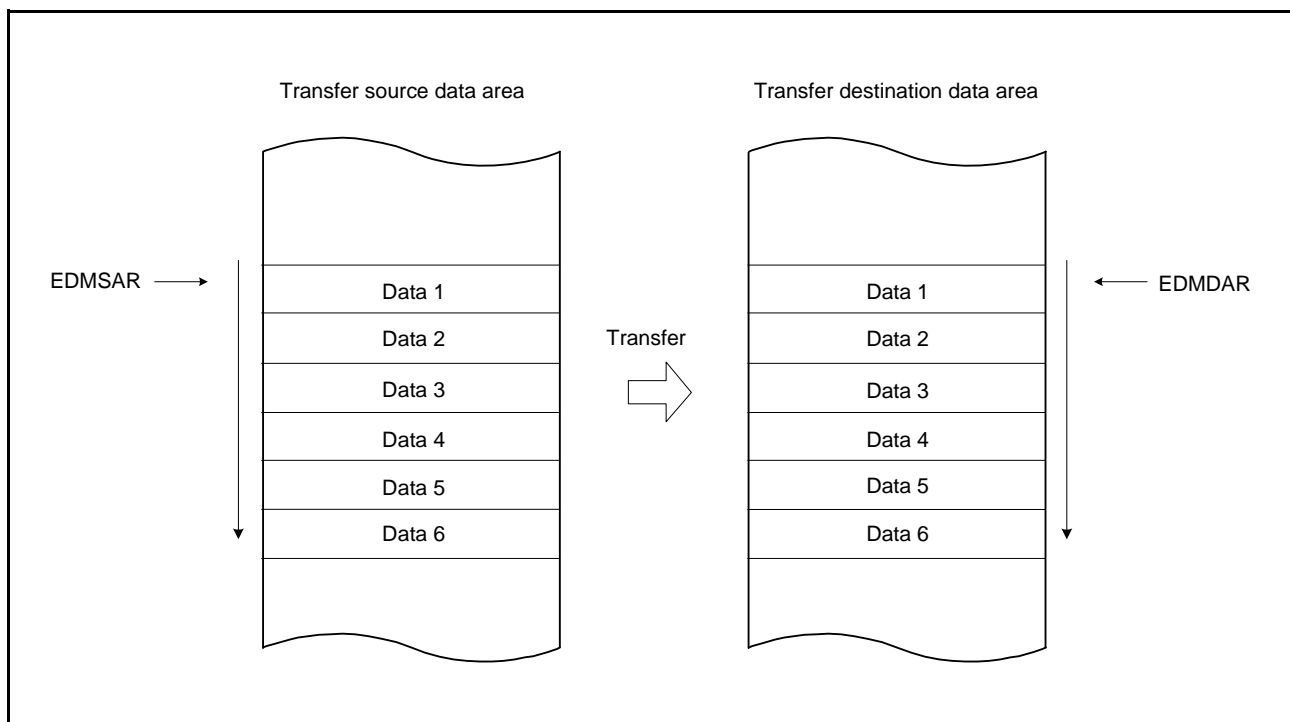 Transfer source data area
Transfer destination data area
EDMSAR
Data 1
Data 2
Data 3
Data 4
Data 5
Data 6
Transfer
Data 1
Data 2
Data 3
Data 4
Data 5
Data 6
EDMDAR